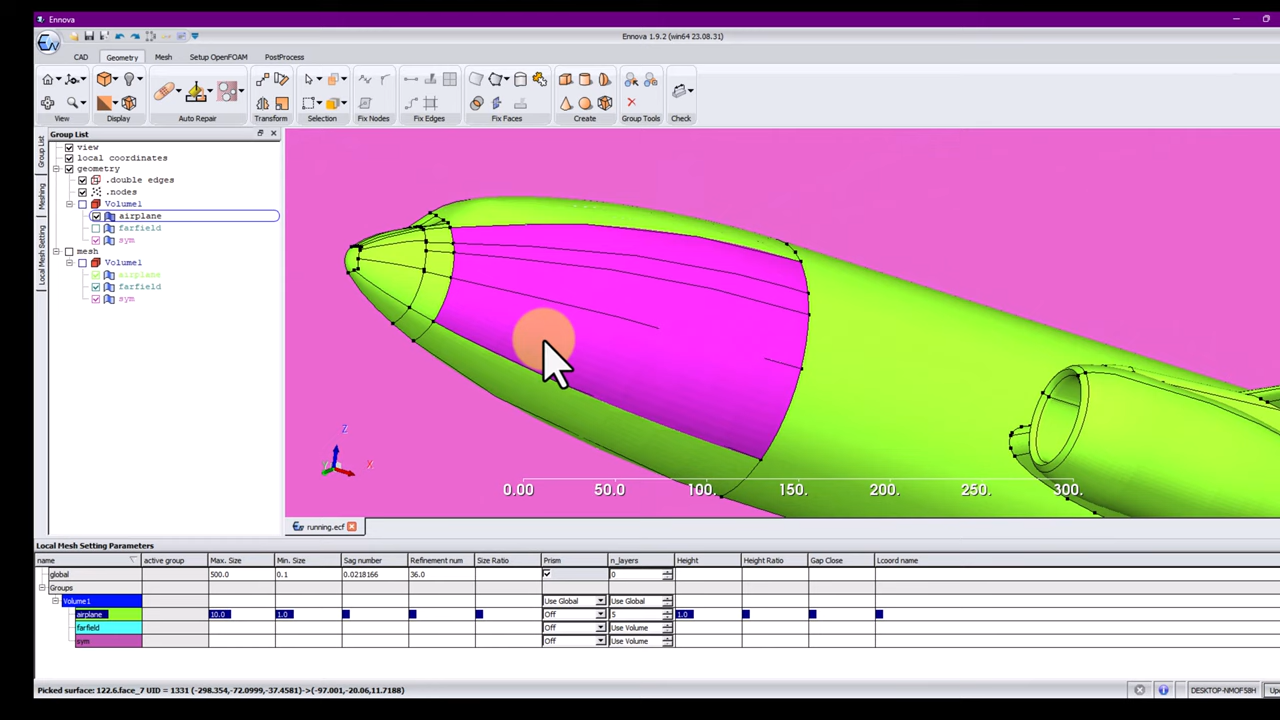 Ennova
Ennova 1.9.2 (win64 23.08.31)
CAD Geometry Mesh Setup OpenFOAM PostProcess
View Display Auto Repair Transform Selection Fix Nodes Fix Edges Fix Faces Create Group Tools Check
Group List
Group List
Meshing
Local Mesh Setting
view
local coordinates
geometry
.double edges
.nodes
Volume1
airplane
farfield
sym
mesh
Volume1
airplane
farfield
sym
Z
X
0.00 50.0 100. 150. 200. 250. 300.
running.ecf
Local Mesh Setting Parameters
name active group Max. Size Min. Size Sag number Refinement num Size Ratio Prism n_layers Height Height Ratio Gap Close Lcoord name
global 500.0 0.1 0.0218166 36.0 0
Groups
Volume1 Use Global Use Global
airplane 10.0 1.0 Off 5 1.0
farfield Off Use Volume
sym Off Use Volume
Picked surface: 122.6.face_7 UID = 1331 (-298.354,-72.0999,-37.4581)->(-97.001,-20.06,11.7188)
DESKTOP-NMOFS8H